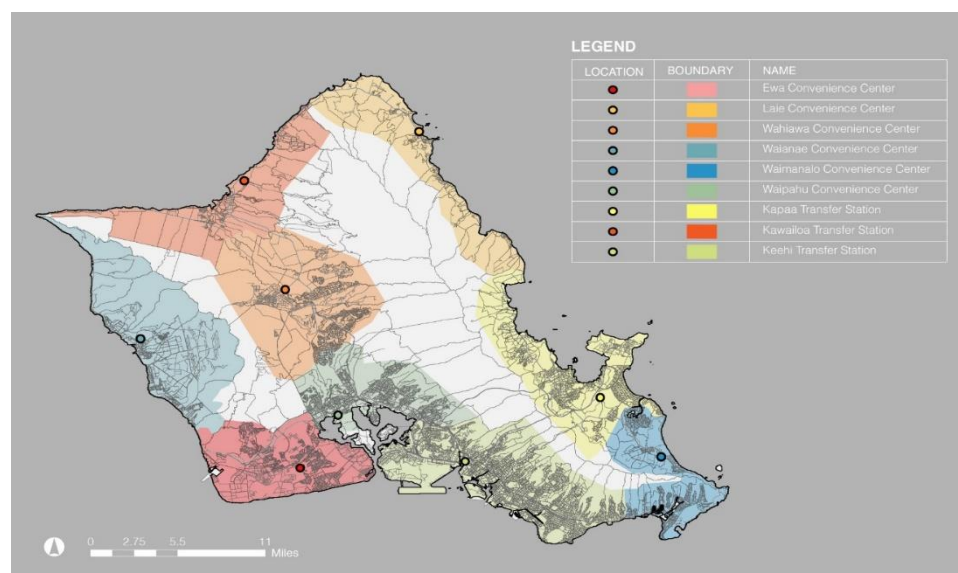 LEGEND
LOCATION BOUNDARY NAME
Ewa Convenience Center
Laie Convenience Center
Wahiawa Convenience Center
Waianae Convenience Center
Waimanalo Convenience Center
Waipahu Convenience Center
Kapaa Transfer Station
Kawailoa Transfer Station
Keehi Transfer Station
0 2.75 5.5 11
Miles